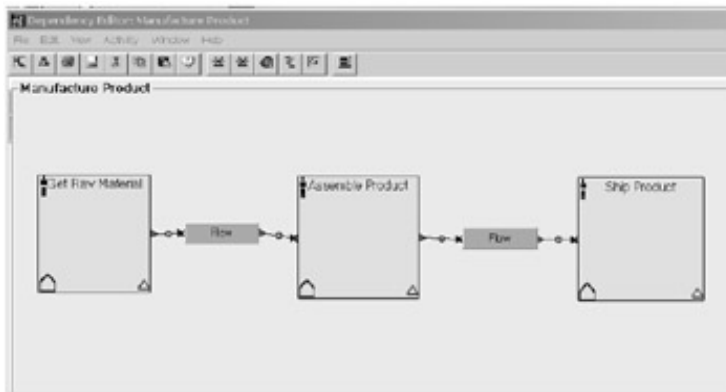 Dependency Editor: Manufacture Product
File Edit View Activity Window Help
Manufacture Product
Get Raw Material
Assemble Product
Ship Product
Flow
Flow